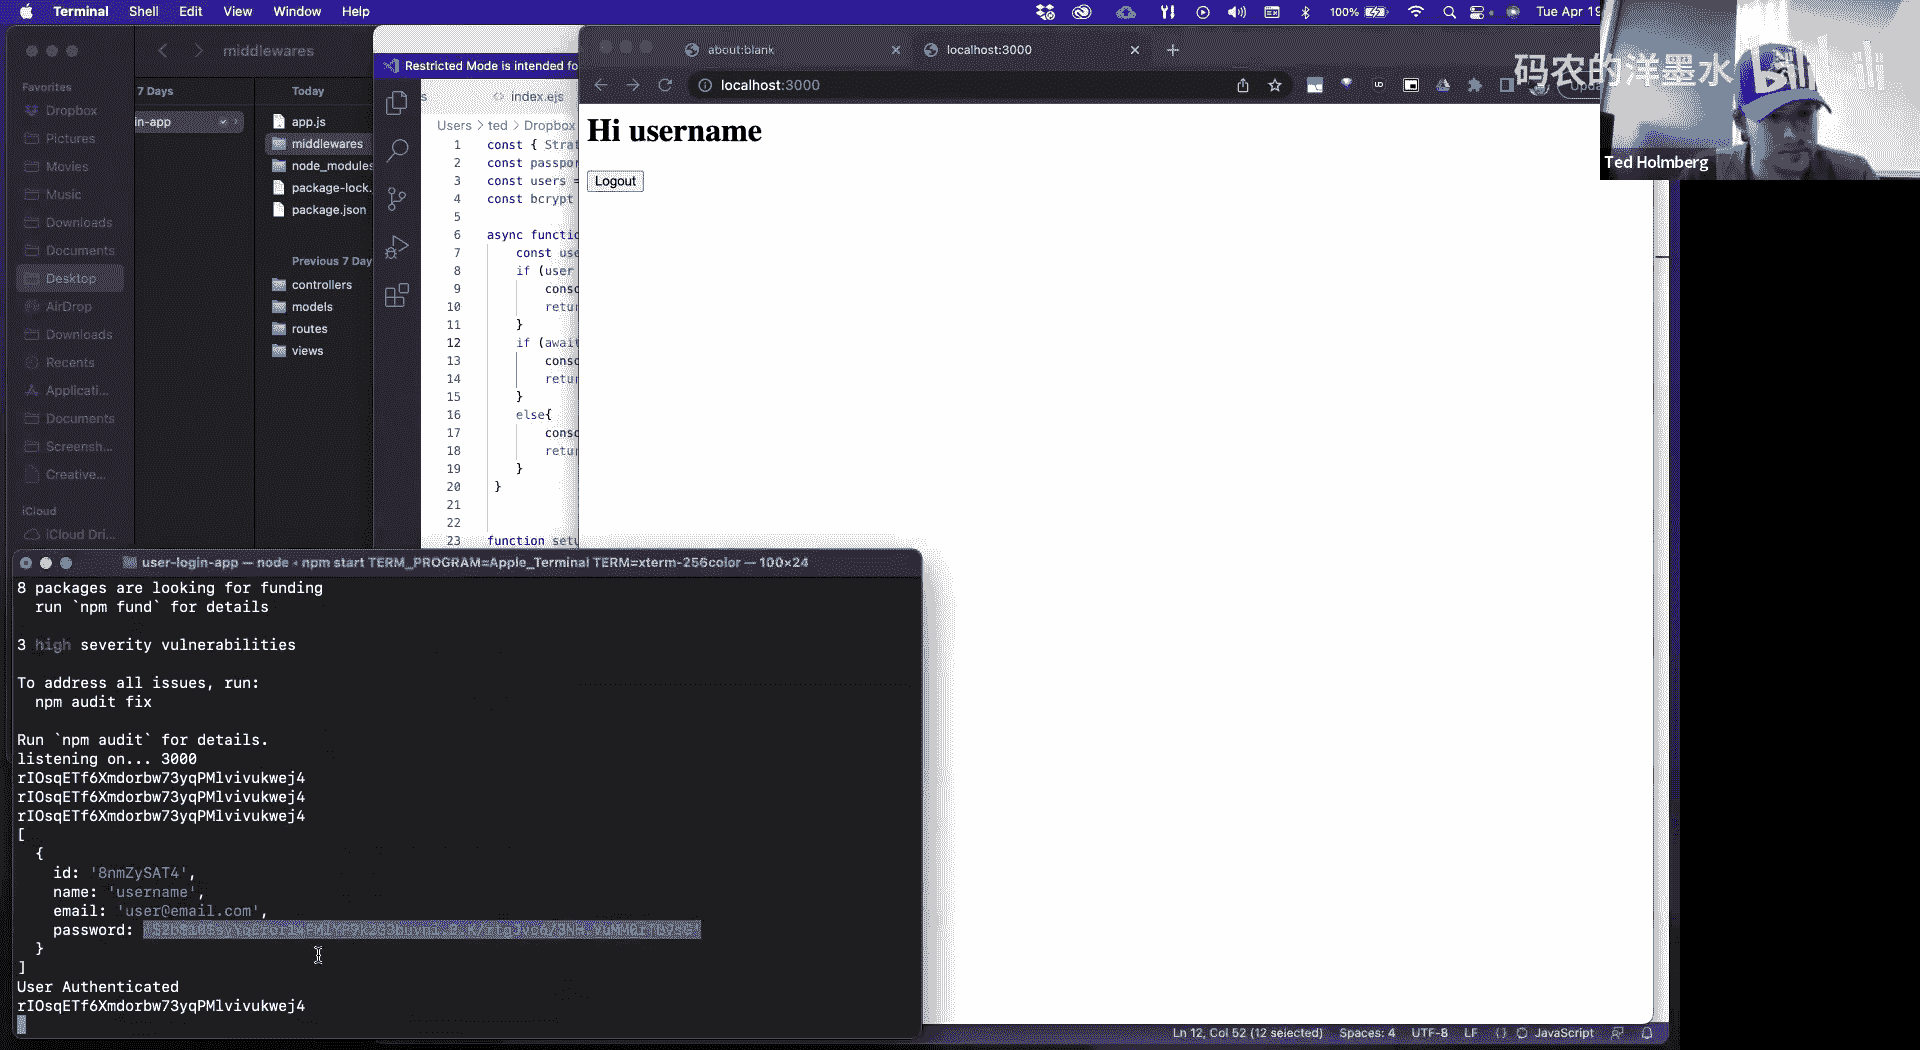 Terminal Shell Edit View Window Help
100%
Tue Apr 19
码农的洋墨水 bilibili
Ted Holmberg
Favorites
Dropbox
Pictures
Movies
Music
Downloads
Documents
Desktop
AirDrop
Downloads
Recents
Applicati...
Documents
Screensh...
Creative...
iCloud
iCloud Dri...
middlewares
7 Days
in-app
Today
app.js
middlewares
node_modules
package-lock.
package.json
Previous 7 Day
controllers
models
routes
views
Restricted Mode is intended fo
s
index.ejs
Users > ted > Dropbox
1 const { Strat
2 const passpo
3 const users =
4 const bcrypt
5
6 async functio
7 const use
8 if (user
9 conso
10 retur
11 }
12 if (await
13 conso
14 retur
15 }
16 else{
17 conso
18 retur
19 }
20 }
21
22
23 function setu
about:blank
localhost:3000
localhost:3000
Hi username
Logout
user-login-app — node ◂ npm start TERM_PROGRAM=Apple_Terminal TERM=xterm-256color — 100×24
8 packages are looking for funding
run `npm fund` for details
3 high severity vulnerabilities
To address all issues, run:
npm audit fix
Run `npm audit` for details.
listening on... 3000
rIOsqETf6Xmdorbw73yqPMlvivukwej4
rIOsqETf6Xmdorbw73yqPMlvivukwej4
rIOsqETf6Xmdorbw73yqPMlvivukwej4
[
{
id: '8nmZySAT4',
name: 'username',
email: 'user@email.com',
password:
}
]
User Authenticated
rIOsqETf6Xmdorbw73yqPMlvivukwej4
Ln 12, Col 52 (12 selected) Spaces: 4 UTF-8 LF {} JavaScript